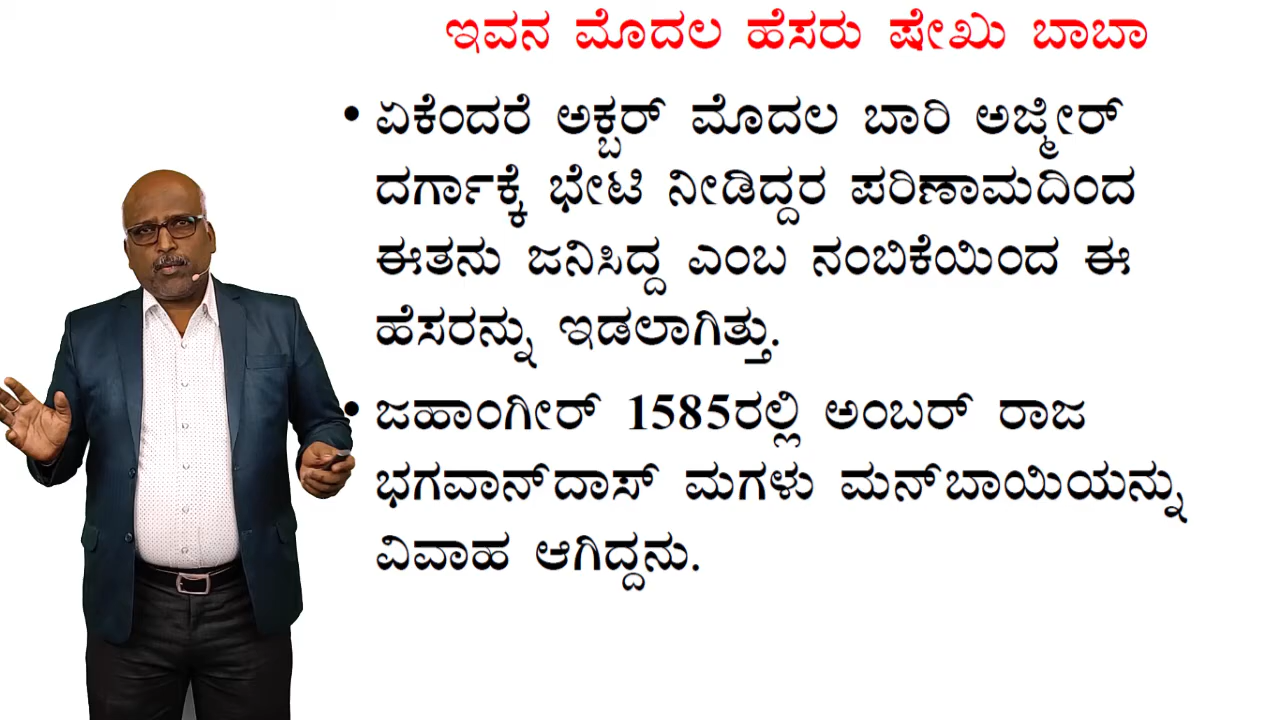 ಇವನ ಮೊದಲ ಹೆಸರು ಷೇಖು ಬಾಬಾ
• ಏಕೆಂದರೆ ಅಕ್ಬರ್ ಮೊದಲ ಬಾರಿ ಅಜ್ಮೀರ್
ದರ್ಗಾಕ್ಕೆ ಭೇಟಿ ನೀಡಿದ್ದರ ಪರಿಣಾಮದಿಂದ
ಈತನು ಜನಿಸಿದ್ದ ಎಂಬ ನಂಬಿಕೆಯಿಂದ ಈ
ಹೆಸರನ್ನು ಇಡಲಾಗಿತ್ತು.
• ಜಹಾಂಗೀರ್ 1585ರಲ್ಲಿ ಅಂಬರ್ ರಾಜ
ಭಗವಾನ್‌ದಾಸ್ ಮಗಳು ಮನ್‌ಬಾಯಿಯನ್ನು
ವಿವಾಹ ಆಗಿದ್ದನು.